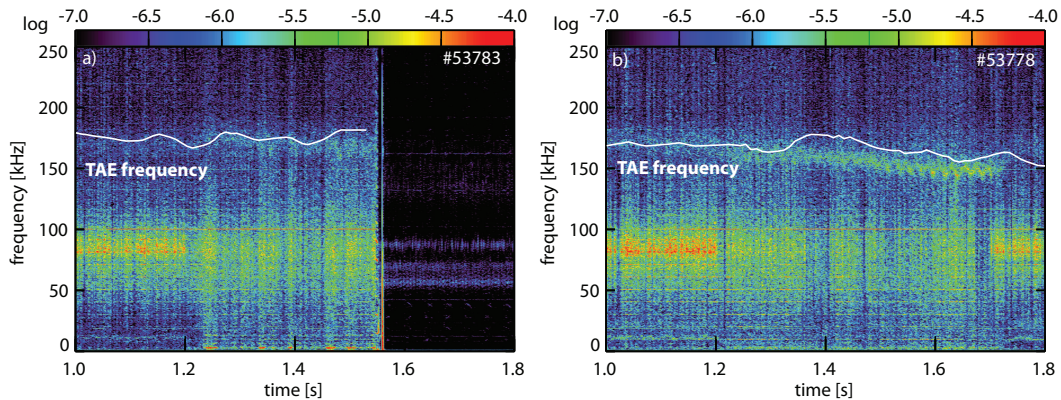 log -7.0 -6.5 -6.0 -5.5 -5.0 -4.5 -4.0
a) #53783
250
200
150
100
50
0
frequency [kHz]
TAE frequency
1.0 1.2 1.4 1.6 1.8
time [s]
log -7.0 -6.5 -6.0 -5.5 -5.0 -4.5 -4.0
b) #53778
250
200
150
100
50
0
frequency [kHz]
TAE frequency
1.0 1.2 1.4 1.6 1.8
time [s]